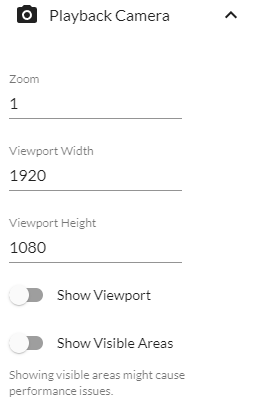 Playback Camera
Zoom
1
Viewport Width
1920
Viewport Height
1080
Show Viewport
Show Visible Areas
Showing visible areas might cause
performance issues.